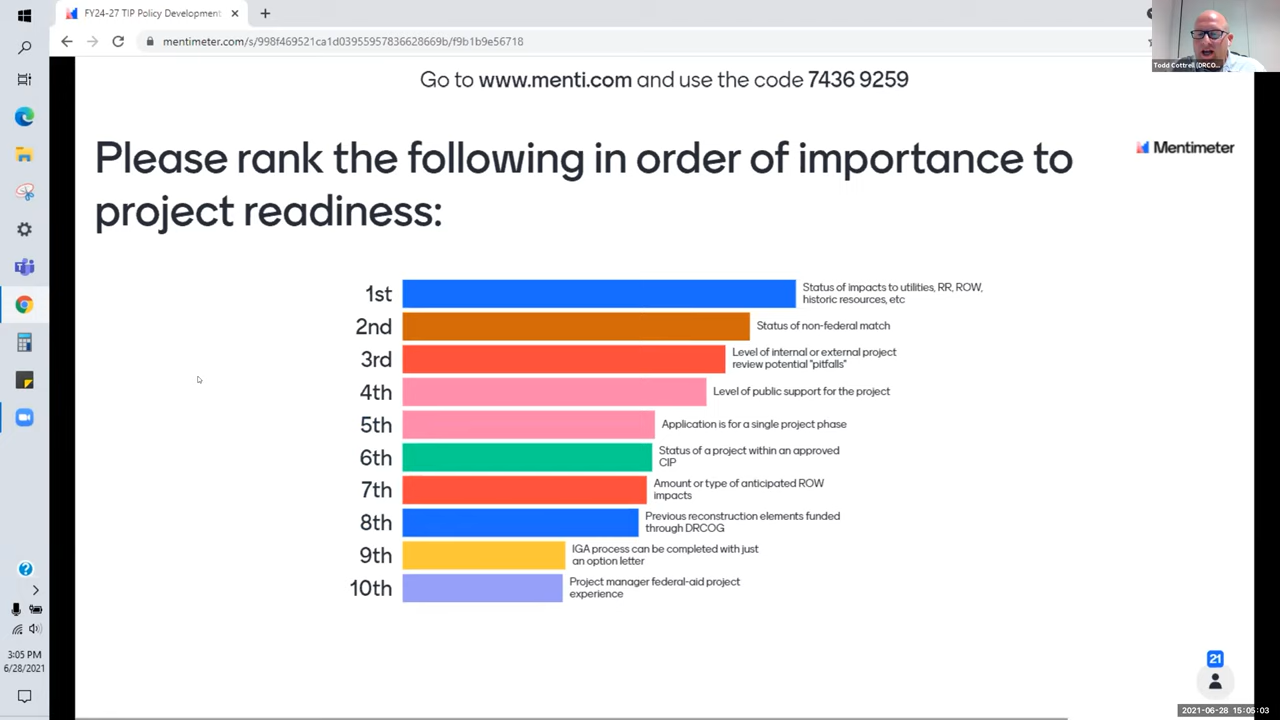 FY24-27 TIP Policy Development
mentimeter.com/s/998f469521ca1d03955957836628669b/f9b1b9e56718
Todd Cottrell (DRCO...
Go to www.menti.com and use the code 7436 9259
Please rank the following in order of importance to
project readiness:
Mentimeter
1st
Status of impacts to utilities, RR, ROW,
historic resources, etc
2nd
Status of non-federal match
3rd
Level of internal or external project
review potential "pitfalls"
4th
Level of public support for the project
5th
Application is for a single project phase
6th
Status of a project within an approved
CIP
7th
Amount or type of anticipated ROW
impacts
8th
Previous reconstruction elements funded
through DRCOG
9th
IGA process can be completed with just
an option letter
10th
Project manager federal-aid project
experience
3:05 PM
6/28/2021
21
2021-06-28 15:05:03